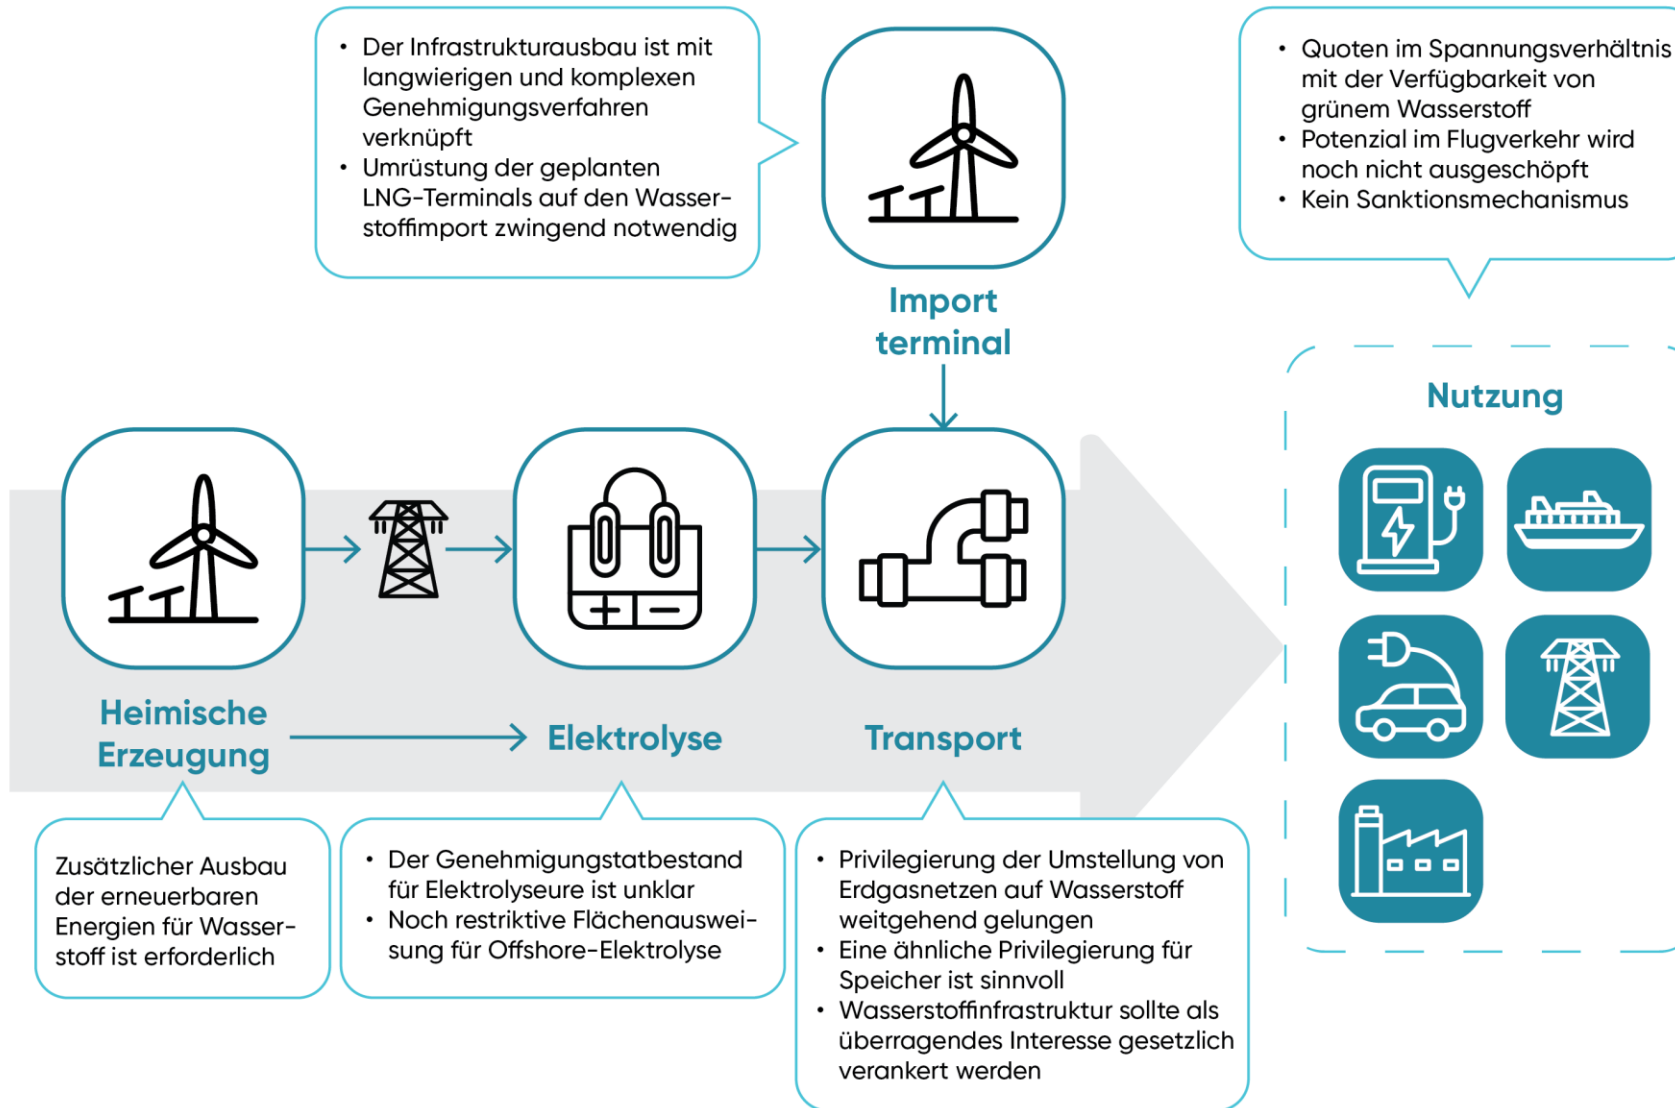 • Der Infrastrukturausbau ist mit
langwierigen und komplexen
Genehmigungsverfahren
verknüpft
• Umrüstung der geplanten
LNG-Terminals auf den Wasser-
stoffimport zwingend notwendig
• Quoten im Spannungsverhältnis
mit der Verfügbarkeit von
grünem Wasserstoff
• Potenzial im Flugverkehr wird
noch nicht ausgeschöpft
• Kein Sanktionsmechanismus
Import
terminal
Nutzung
Heimische
Erzeugung
Elektrolyse
Transport
Zusätzlicher Ausbau
der erneuerbaren
Energien für Wasser-
stoff ist erforderlich
• Der Genehmigungstatbestand
für Elektrolyseure ist unklar
• Noch restriktive Flächenauswei-
sung für Offshore-Elektrolyse
• Privilegierung der Umstellung von
Erdgasnetzen auf Wasserstoff
weitgehend gelungen
• Eine ähnliche Privilegierung für
Speicher ist sinnvoll
• Wasserstoffinfrastruktur sollte als
überragendes Interesse gesetzlich
verankert werden